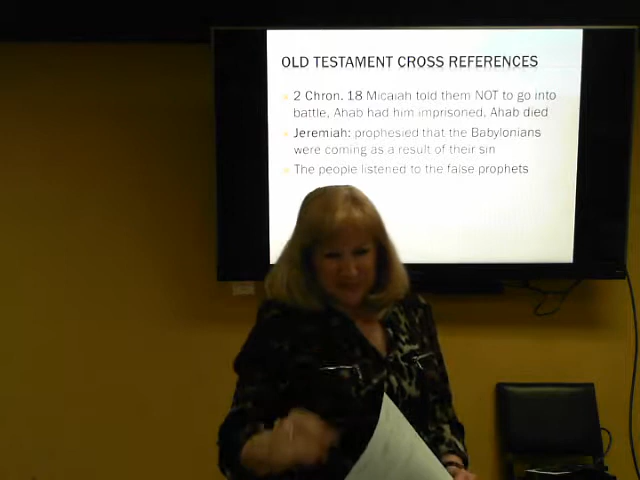 OLD TESTAMENT CROSS REFERENCES
2 Chron. 18 Micaiah told them NOT to go into
battle, Ahab had him imprisoned, Ahab died
Jeremiah: prophesied that the Babylonians
were coming as a result of their sin
The people listened to the false prophets